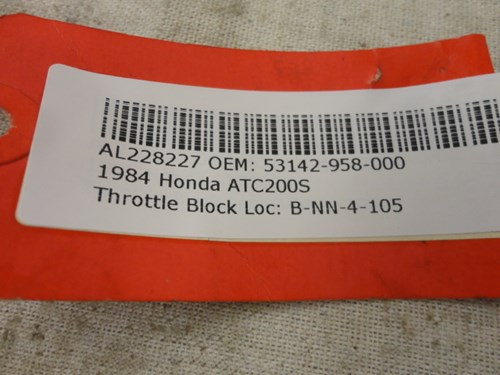 AL228227 OEM: 53142-958-000
1984 Honda ATC200S
Throttle Block Loc: B-NN-4-105